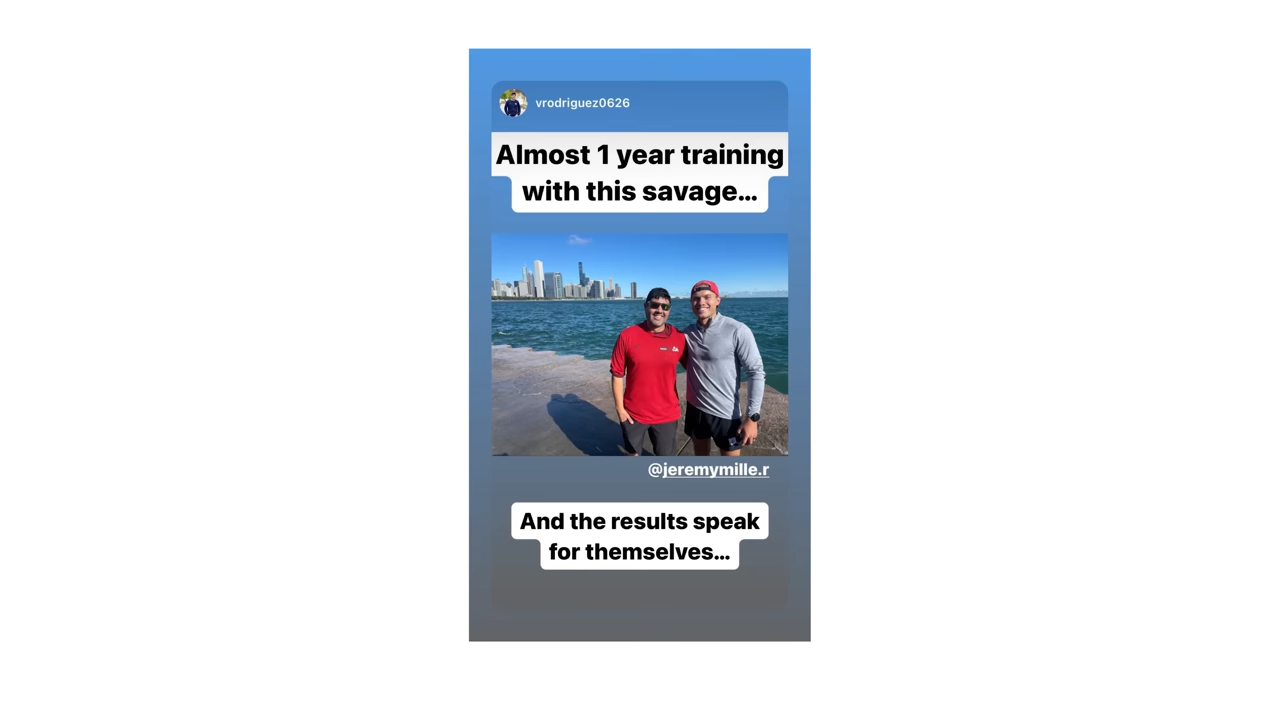 vrodriguez0626
Almost 1 year training
with this savage...
@jeremymille.r
And the results speak
for themselves...